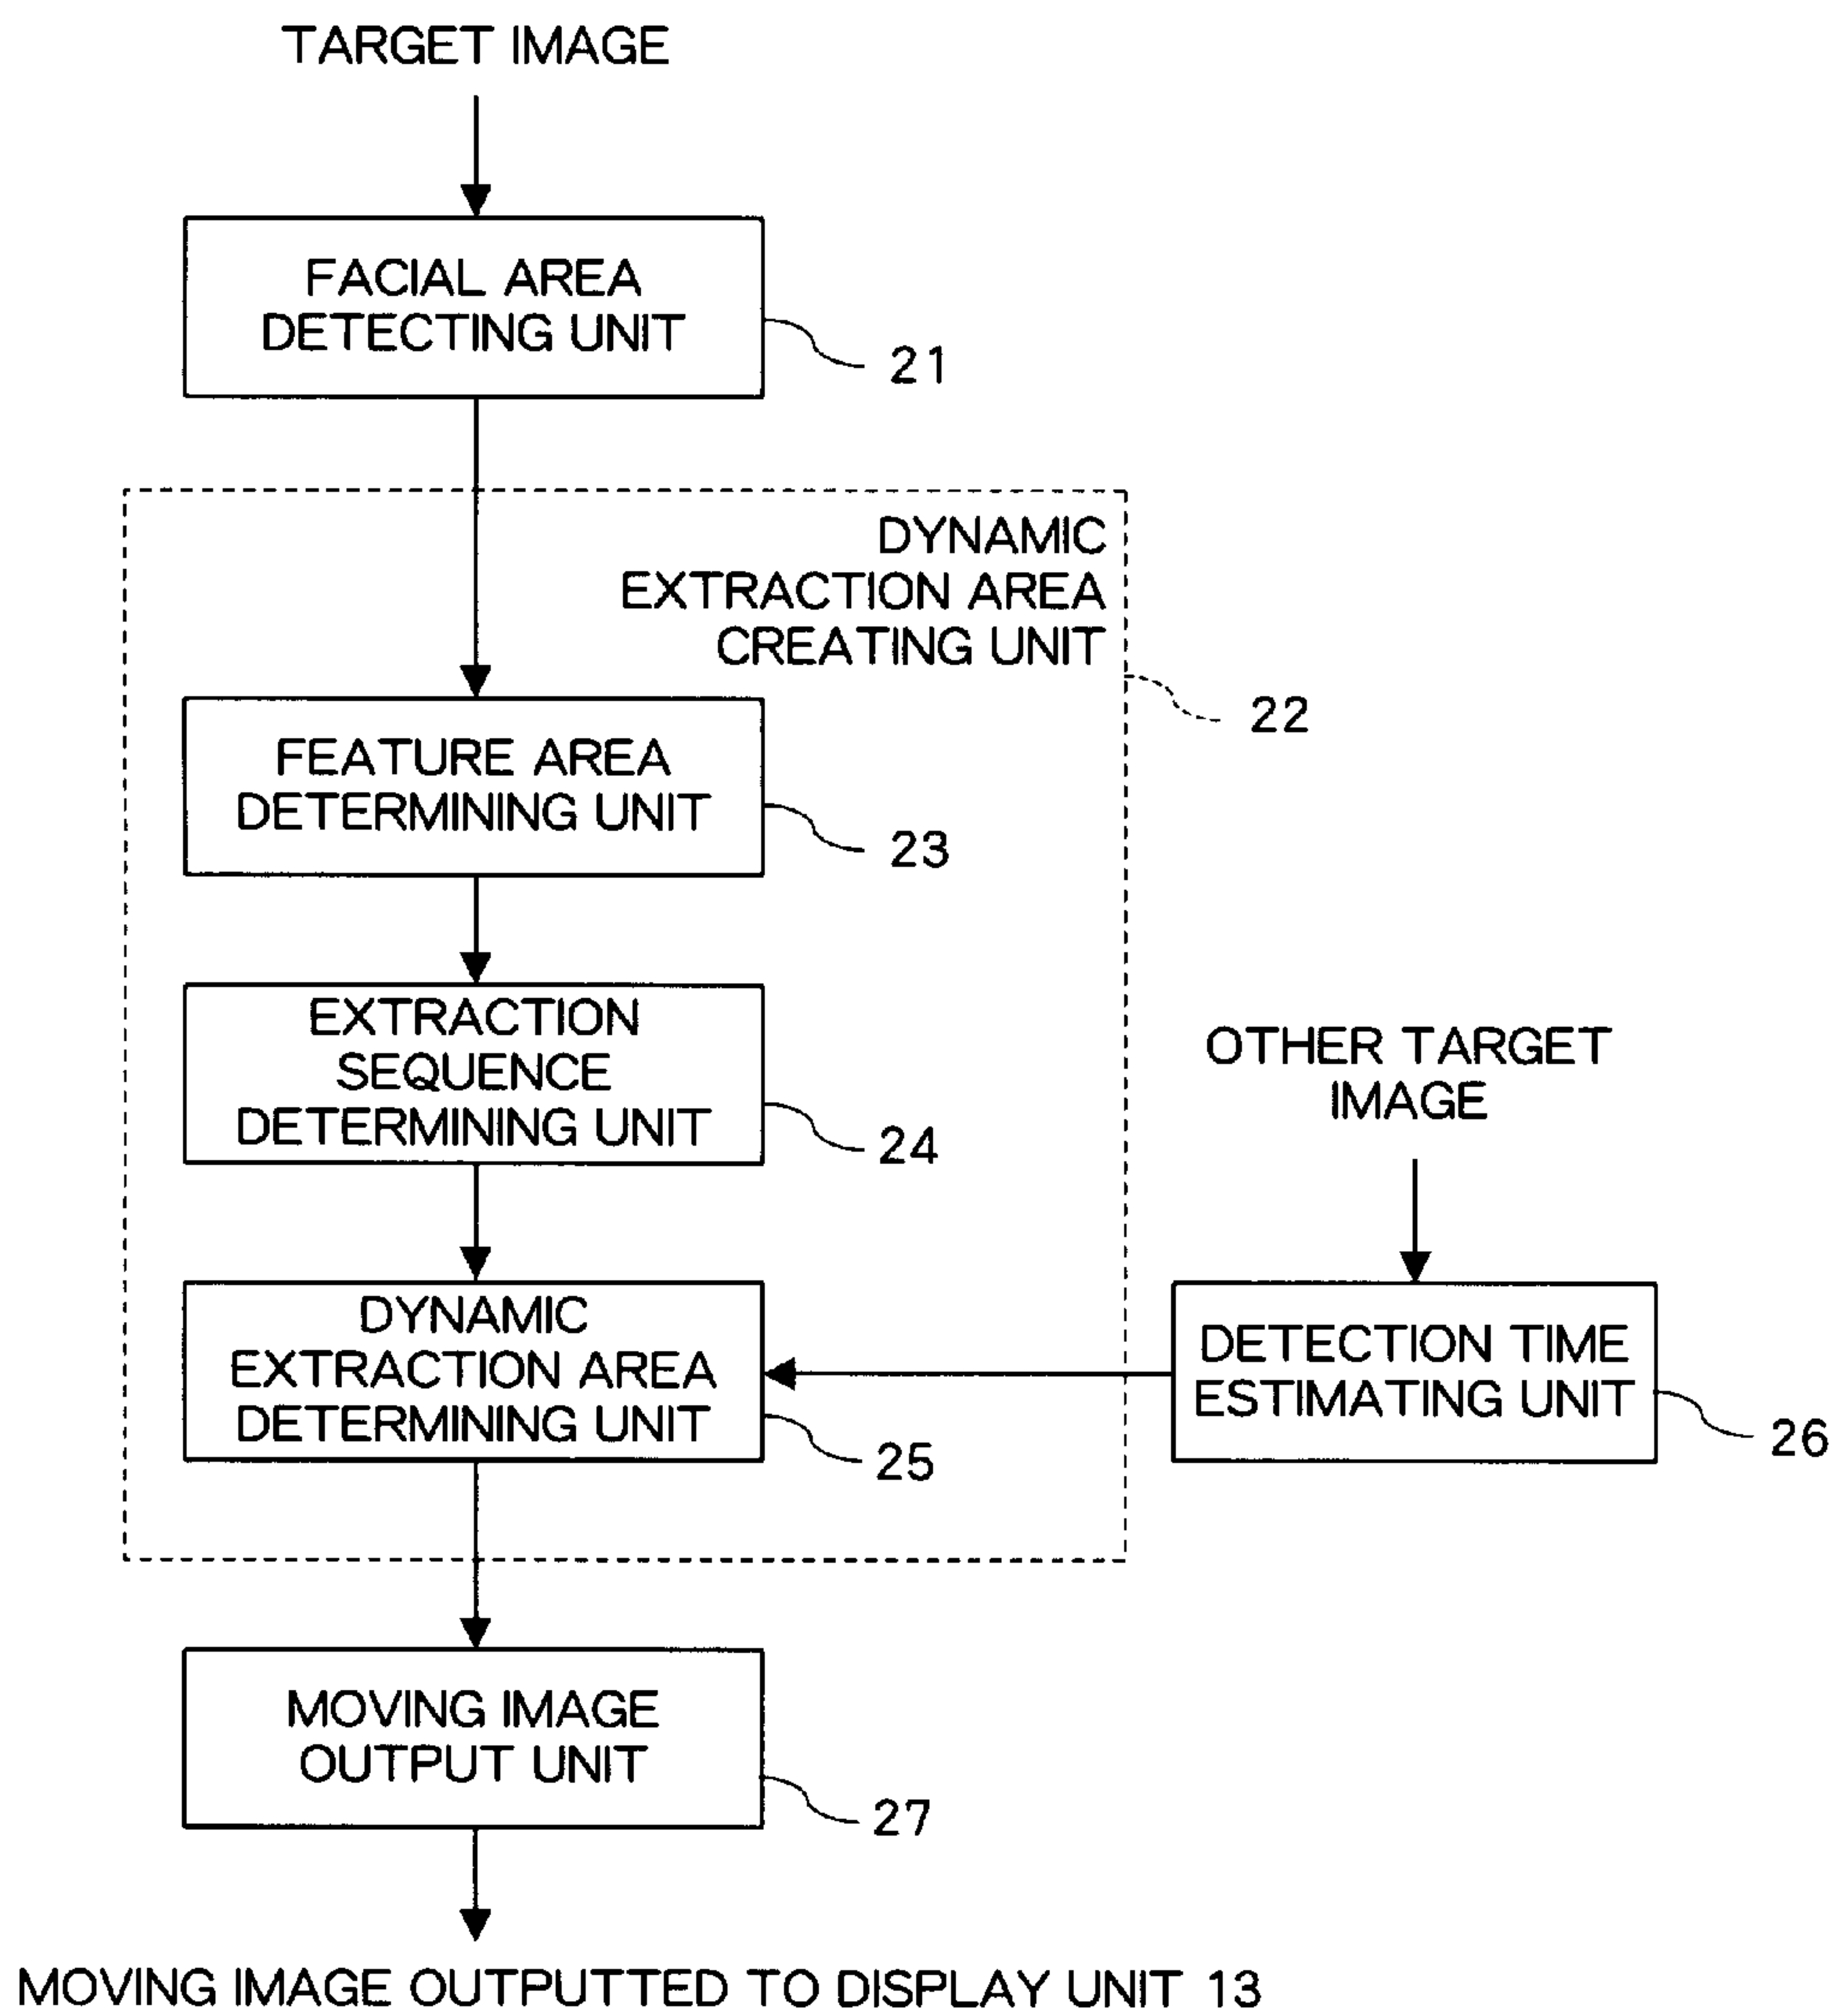 TARGET IMAGE
FACIAL AREA
DETECTING UNIT
21
DYNAMIC
EXTRACTION AREA
CREATING UNIT
22
FEATURE AREA
DETERMINING UNIT
23
EXTRACTION
SEQUENCE
DETERMINING UNIT
24
OTHER TARGET
IMAGE
DYNAMIC
EXTRACTION AREA
DETERMINING UNIT
25
DETECTION TIME
ESTIMATING UNIT
26
MOVING IMAGE
OUTPUT UNIT
27
MOVING IMAGE OUTPUTTED TO DISPLAY UNIT 13